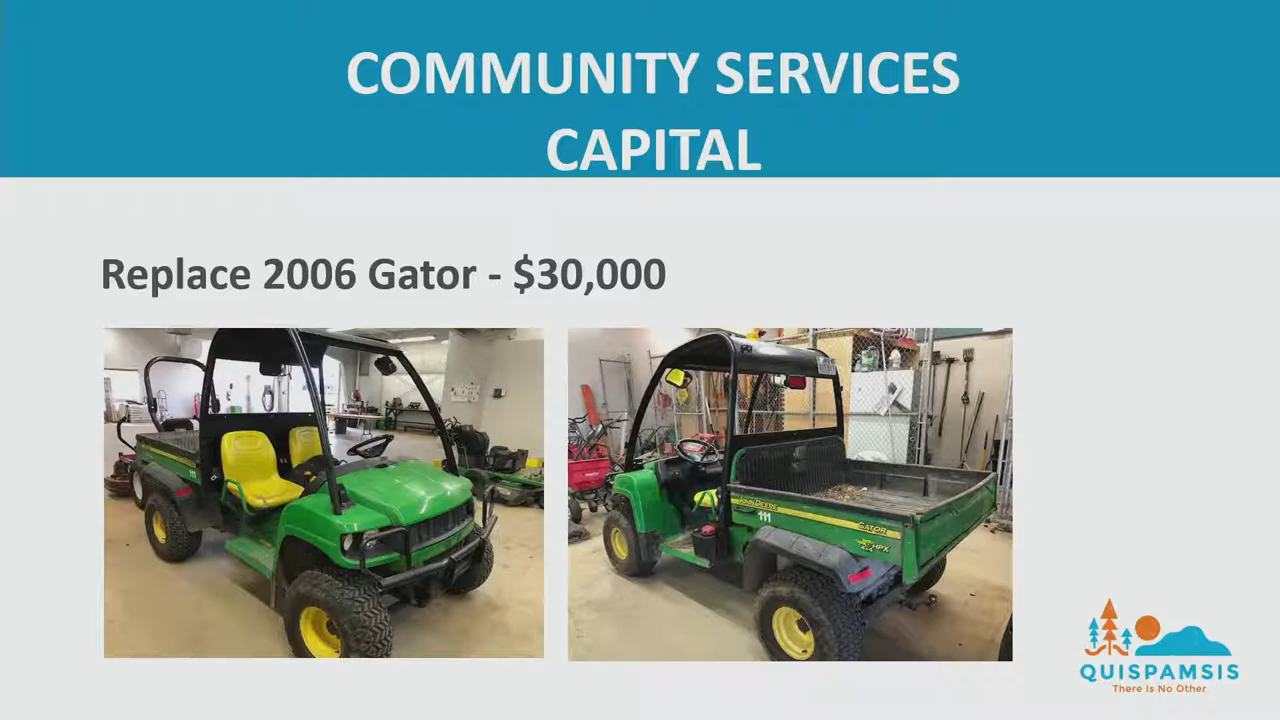 COMMUNITY SERVICES
CAPITAL
Replace 2006 Gator - $30,000
111
JOHN DEERE
111
GATOR
HPX
4x4
QUISPAMSIS
There Is No Other